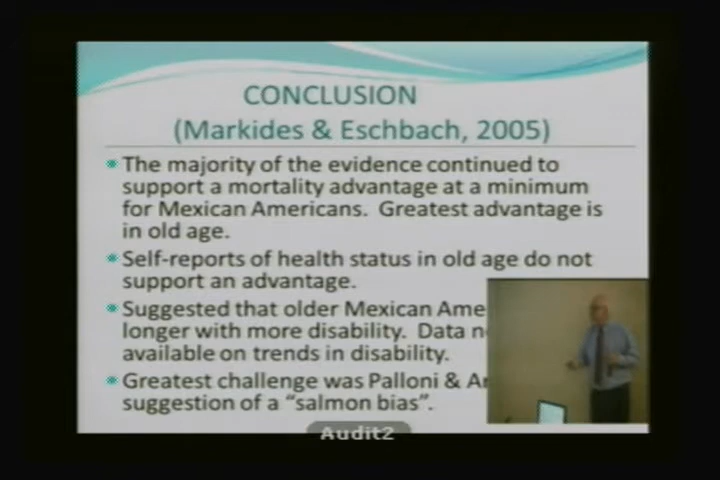 CONCLUSION
(Markides & Eschbach, 2005)
The majority of the evidence continued to
support a mortality advantage at a minimum
for Mexican Americans. Greatest advantage is
in old age.
Self-reports of health status in old age do not
support an advantage.
Suggested that older Mexican Ame
longer with more disability. Data n
available on trends in disability.
Greatest challenge was Palloni & Ar
suggestion of a “salmon bias”.
Audit2